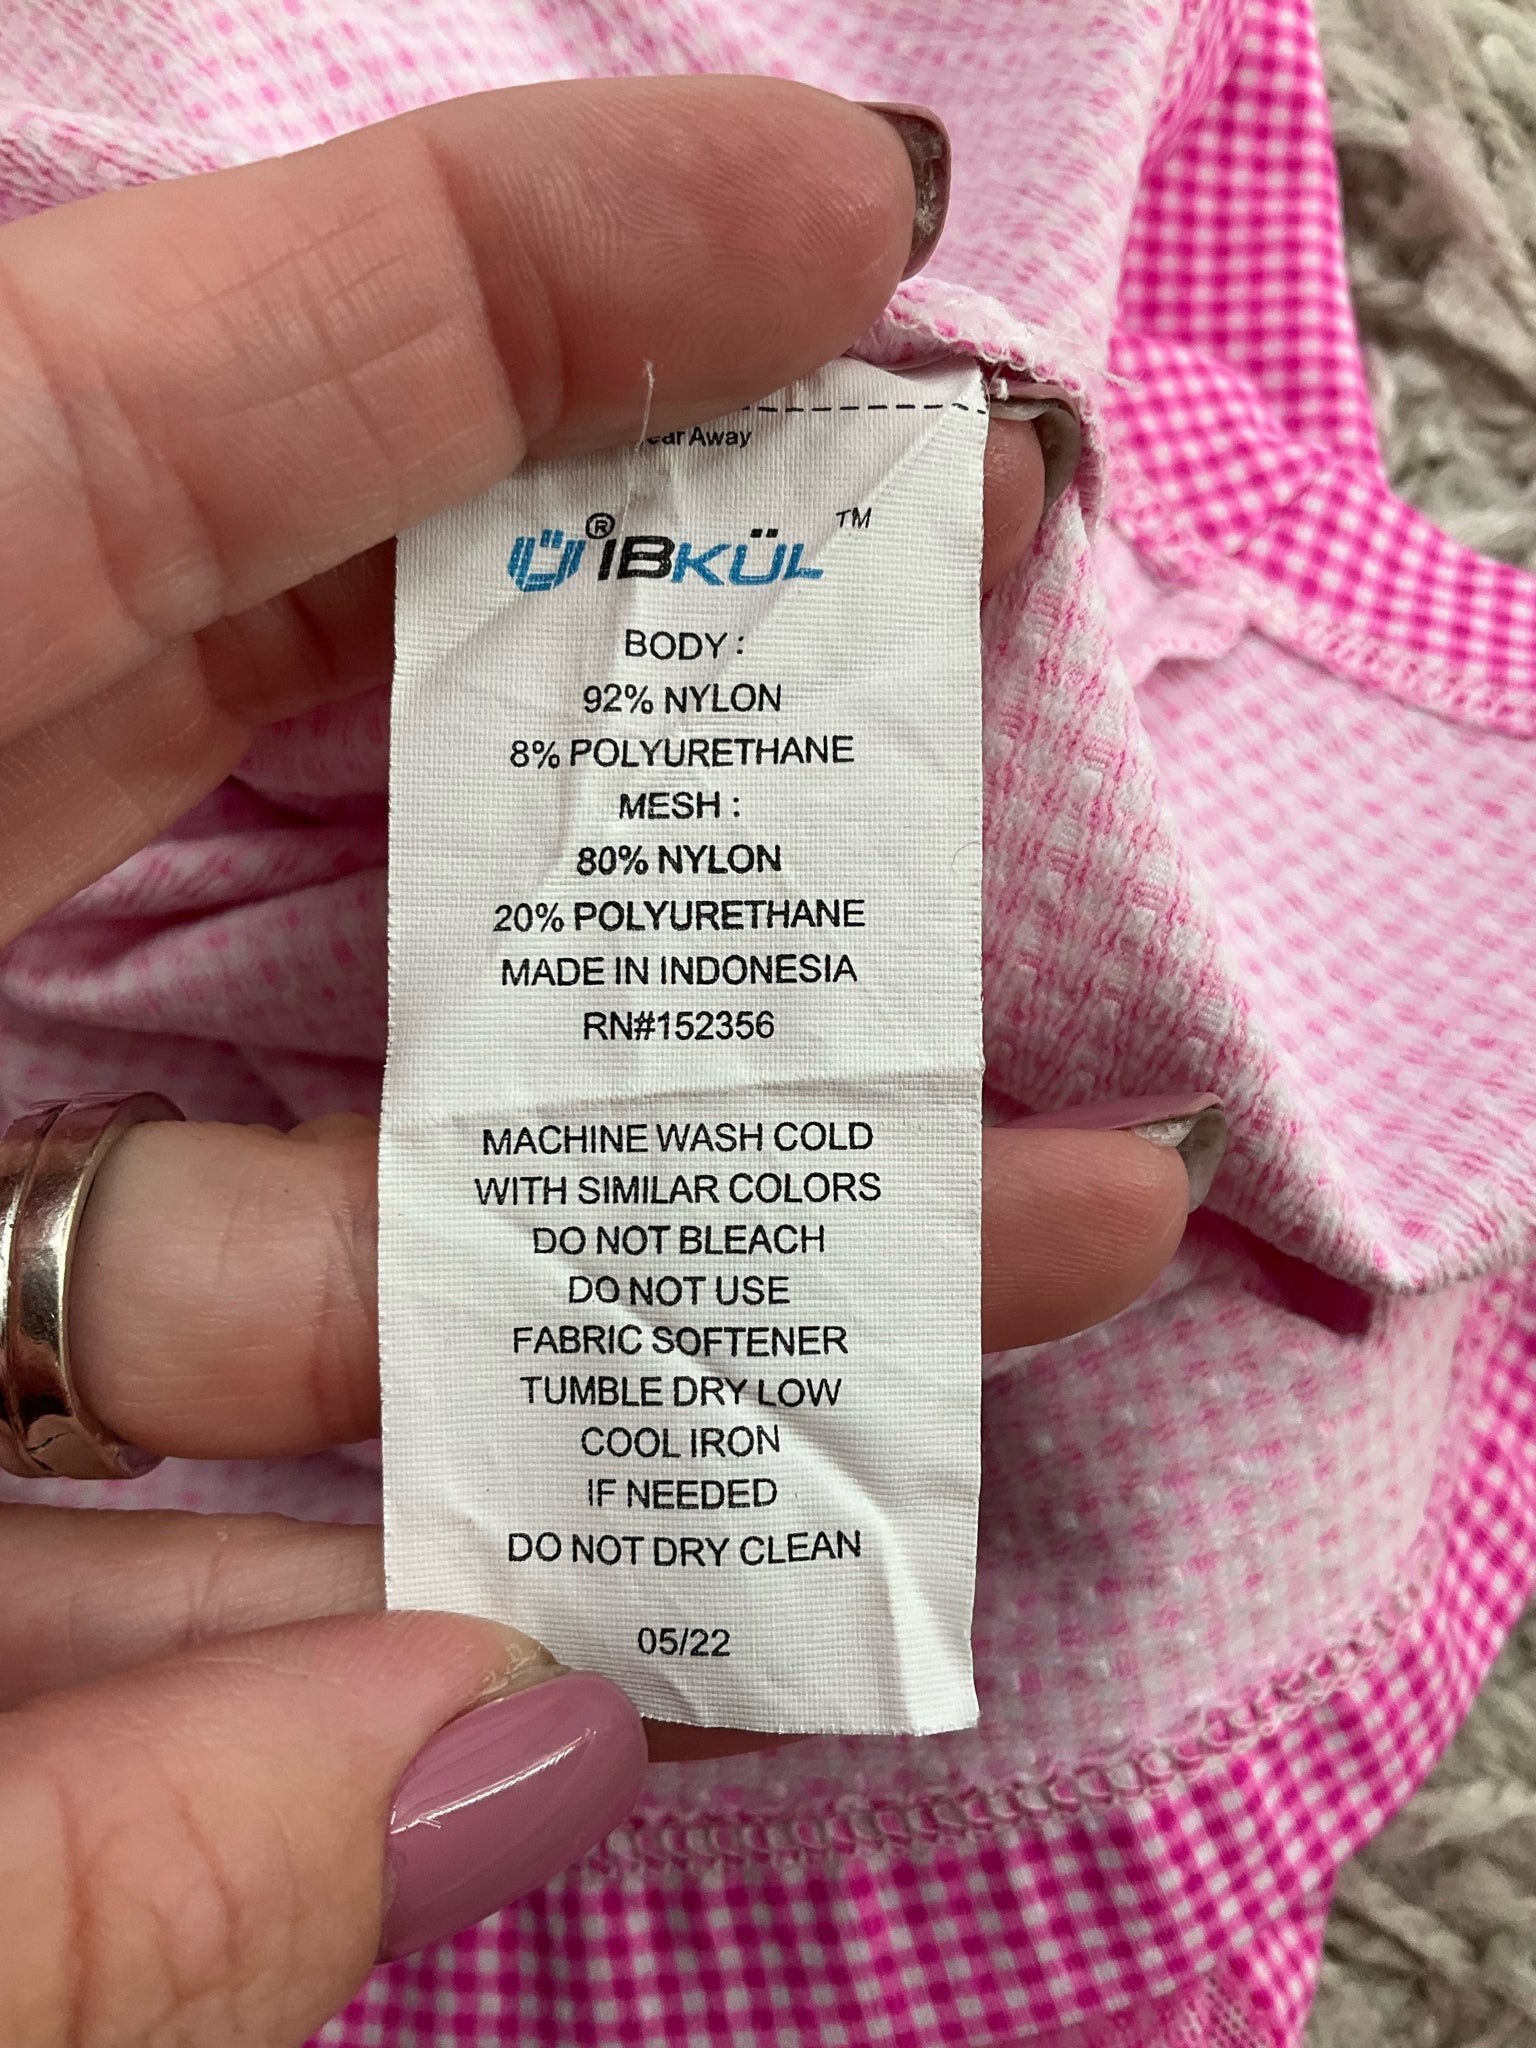 Away
® IBKÜL ™
BODY :
92% NYLON
8% POLYURETHANE
MESH :
80% NYLON
20% POLYURETHANE
MADE IN INDONESIA
RN#152356
MACHINE WASH COLD
WITH SIMILAR COLORS
DO NOT BLEACH
DO NOT USE
FABRIC SOFTENER
TUMBLE DRY LOW
COOL IRON
IF NEEDED
DO NOT DRY CLEAN
05/22